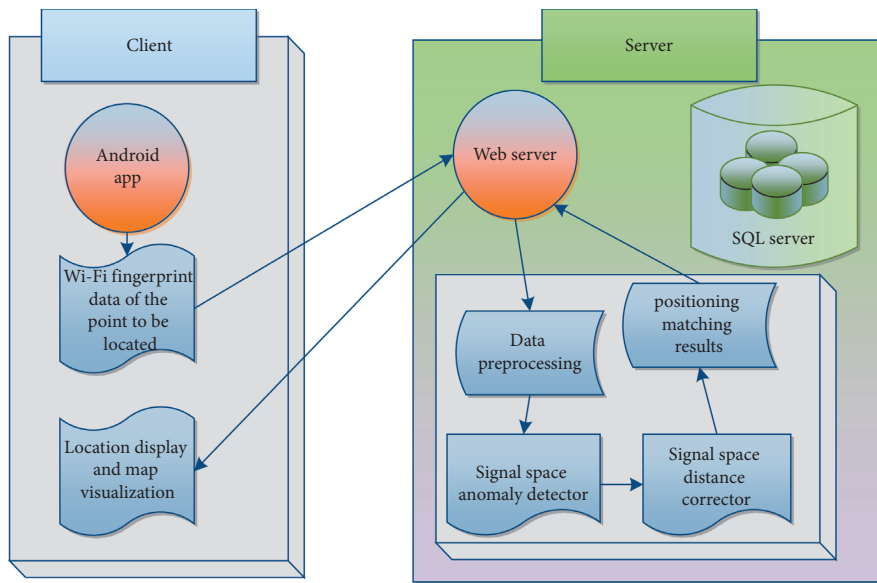 Client
Android
app
Wi-Fi fingerprint
data of the
point to be
located
Location display
and map
visualization
Server
Web server
SQL server
Data
preprocessing
positioning
matching
results
Signal space
anomaly detector
Signal space
distance
corrector